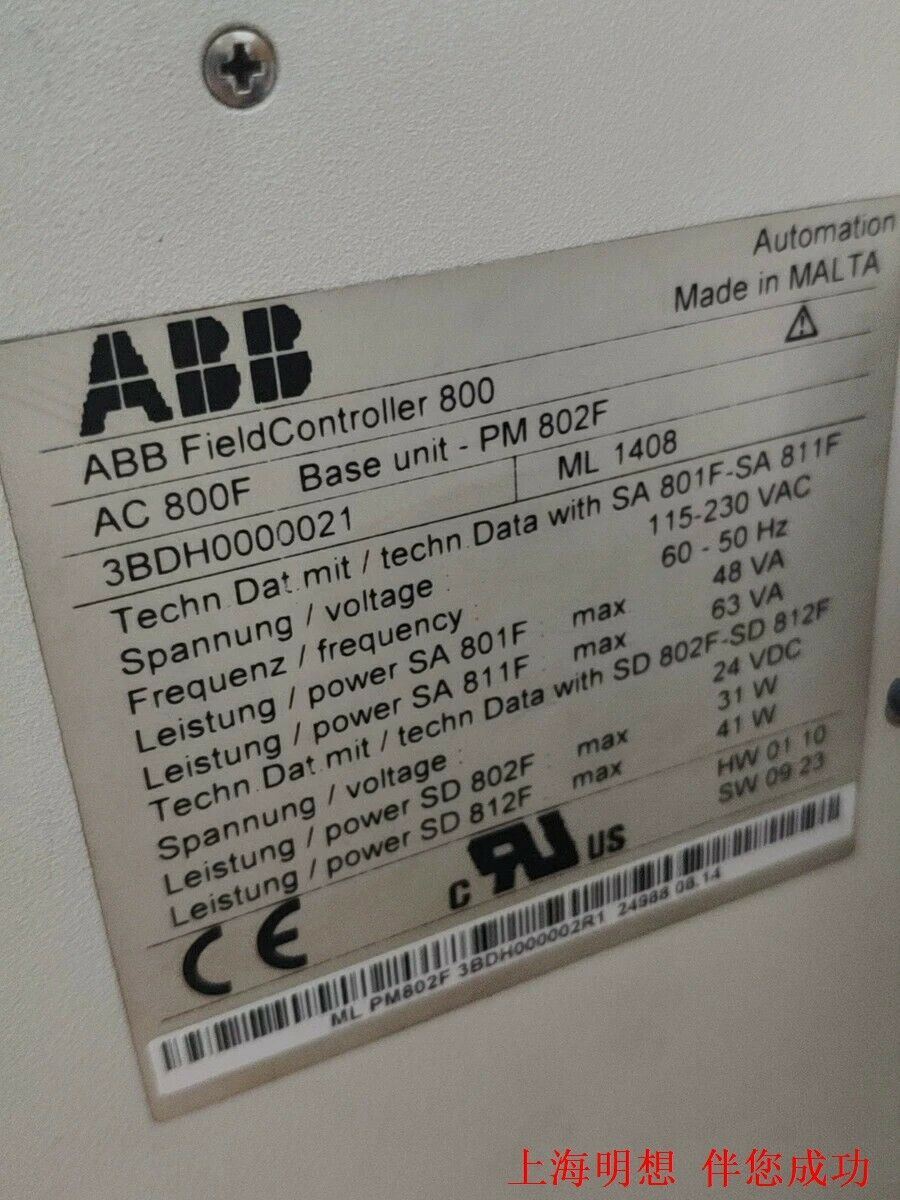 Automation
Made in MALTA
ABB
ABB FieldController 800
AC 800F Base unit - PM 802F
3BDH0000021 ML 1408
Techn.Dat.mit / techn.Data with SA 801F-SA 811F
Spannung / voltage : 115-230 VAC
Frequenz / frequency : 60 - 50 Hz
Leistung / power SA 801F : max 48 VA
Leistung / power SA 811F : max 63 VA
Techn.Dat.mit / techn.Data with SD 802F-SD 812F
Spannung / voltage : 24 VDC
Leistung / power SD 802F : max 31 W
Leistung / power SD 812F : max 41 W
HW 01.10
SW 09.23
CE C RU US
ML PM802F 3BDH000002R1 24988 08.14
上海明想 伴您成功